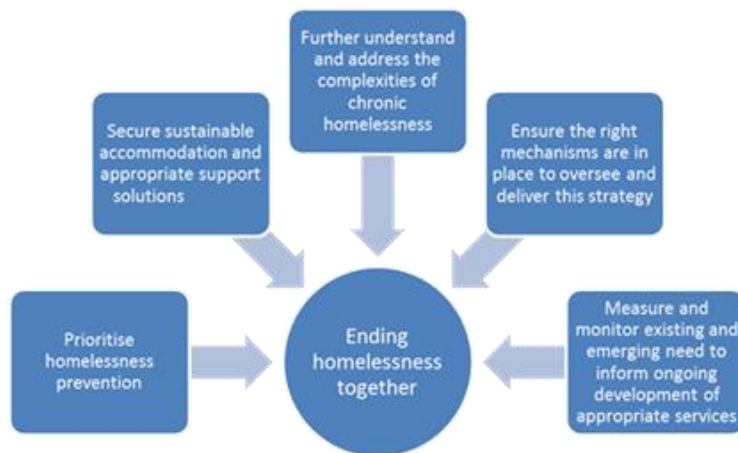 Further understand
and address the
complexities of
chronic
homelessness
Secure sustainable
accommodation and
appropriate support
solutions
Ensure the right
mechanisms are in
place to oversee and
deliver this strategy
Prioritise
homelessness
prevention
Ending
homelessness
together
Measure and
monitor existing and
emerging need to
inform ongoing
development of
appropriate services